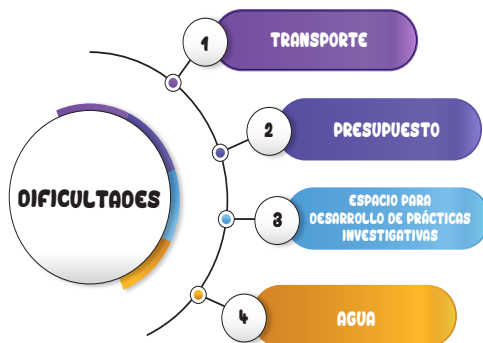 DIFICULTADES
1
TRANSPORTE
2
PRESUPUESTO
3
ESPACIO PARA
DESARROLLO DE PRÁCTICAS
INVESTIGATIVAS
4
AGUA